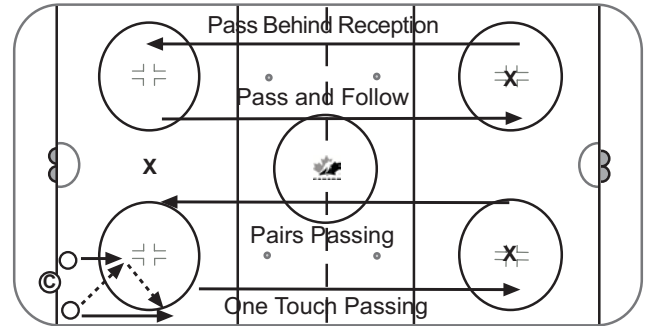 Pass Behind Reception
X
Pass and Follow
X
Pairs Passing
X
C
One Touch Passing